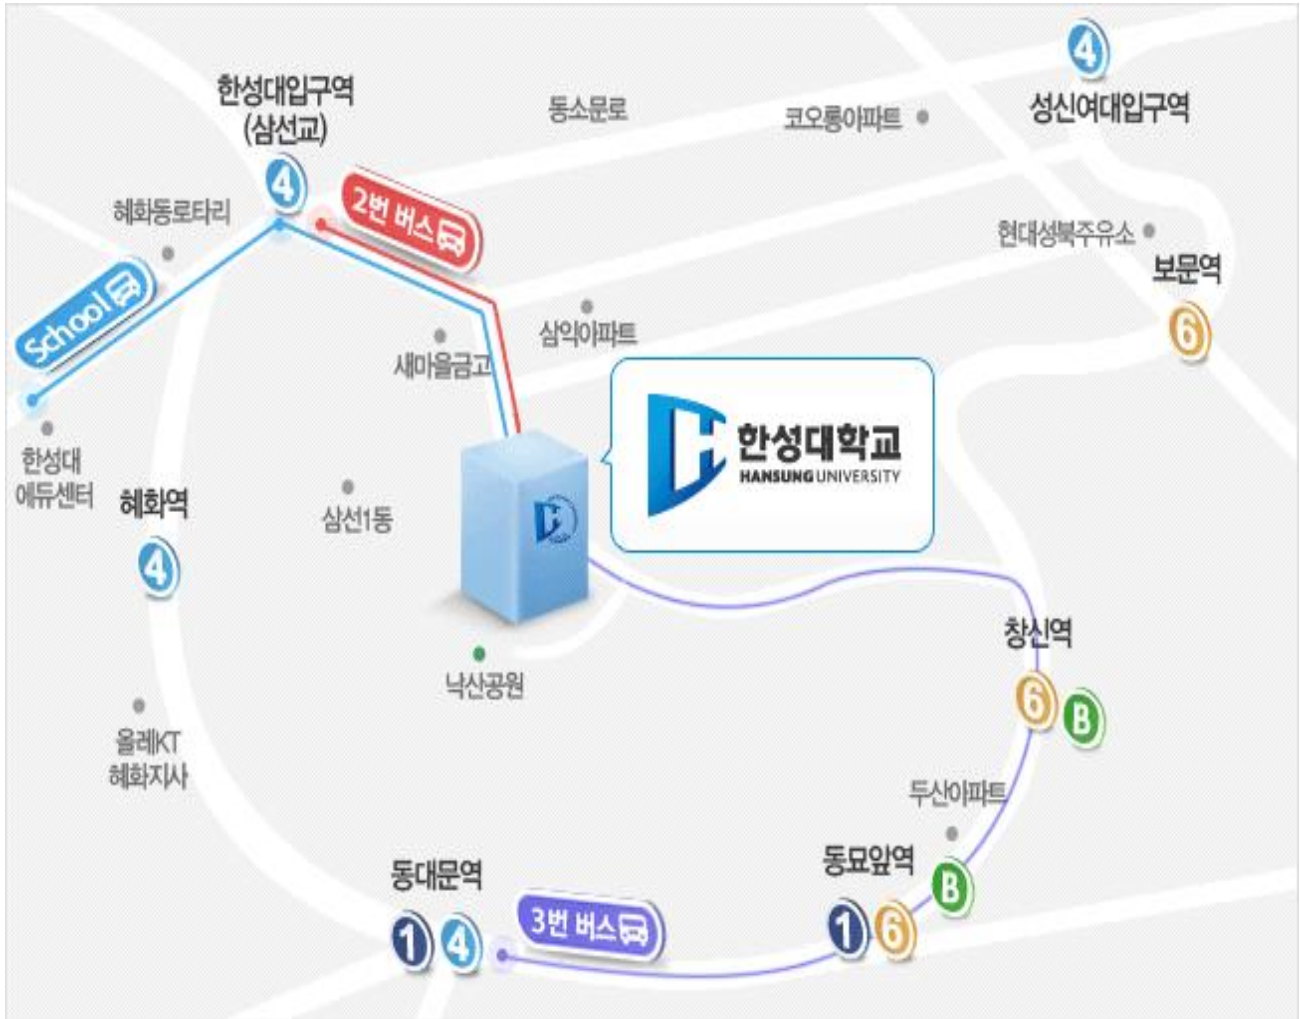 4
성신여대입구역
한성대입구역
(삼선교)
4
동소문로
코오롱아파트
2번 버스
혜화동로타리
현대성북주유소
보문역
6
School
새마을금고
삼익아파트
한성대
에듀센터
한성대학교
HANSUNG UNIVERSITY
혜화역
4
삼선1동
낙산공원
창신역
6
B
올레KT
혜화지사
두산아파트
동대문역
1
4
3번 버스
동묘앞역
1
6
B